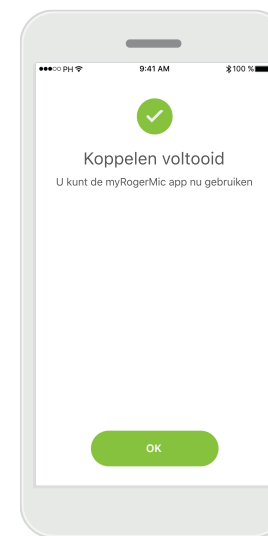 ●●●○○ PH 9:41 AM 100 %
Koppelen voltooid
U kunt de myRogerMic app nu gebruiken
OK